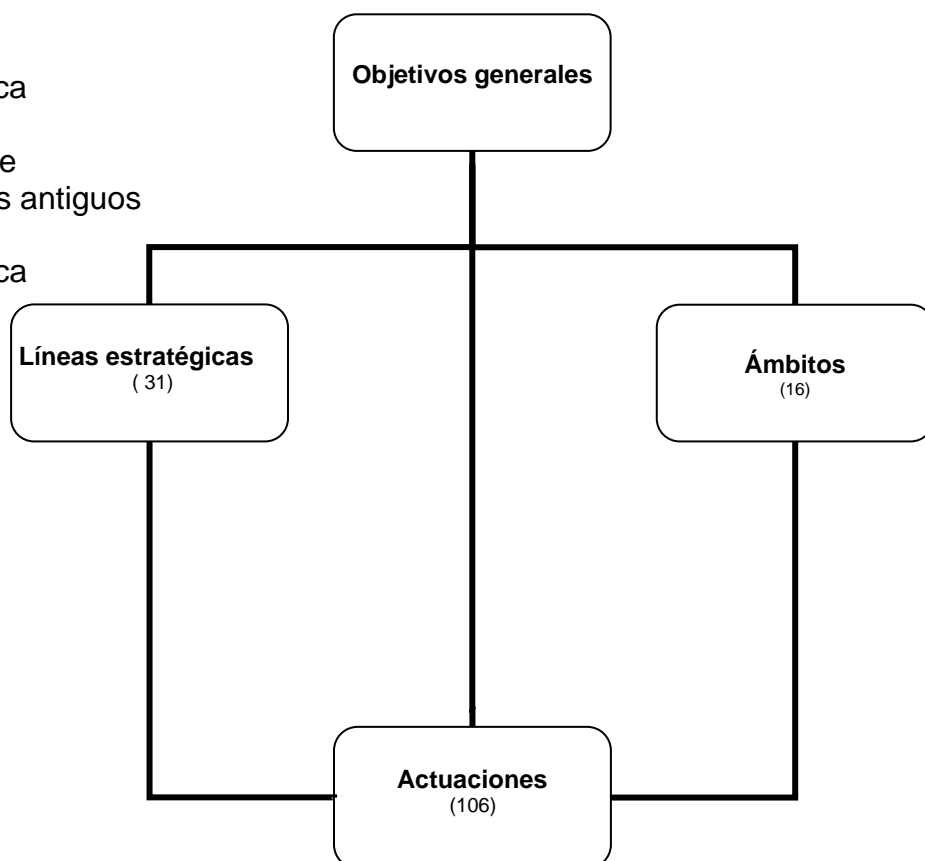 Objetivos generales
ca
e
s antiguos
ca
Líneas estratégicas
( 31)
Ámbitos
(16)
Actuaciones
(106)